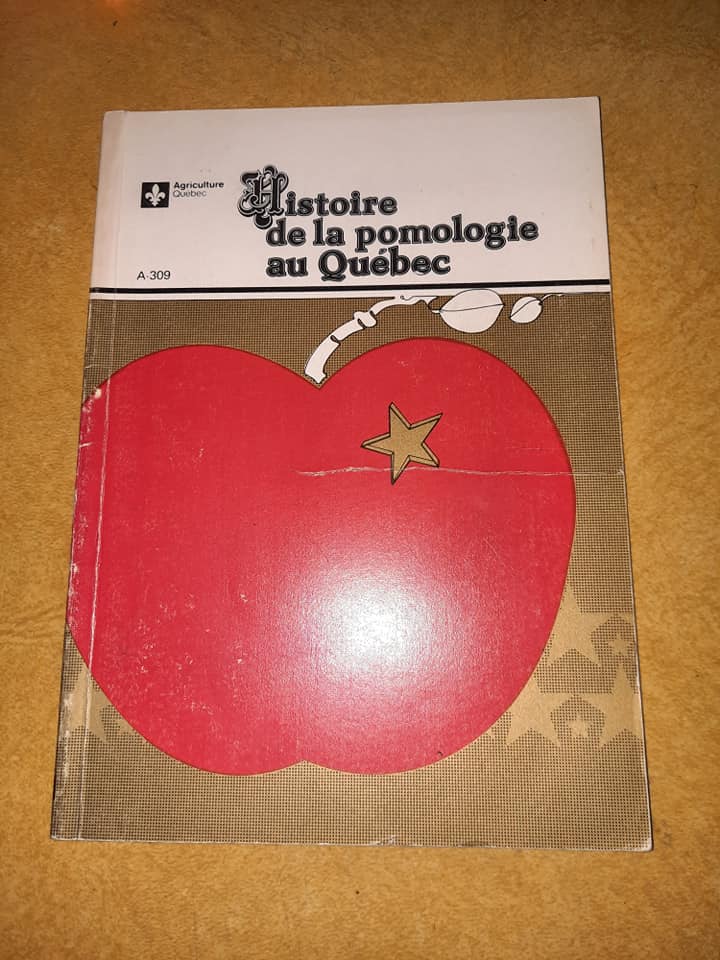 Agriculture
Québec
Histoire
de la pomologie
au Québec
A-309